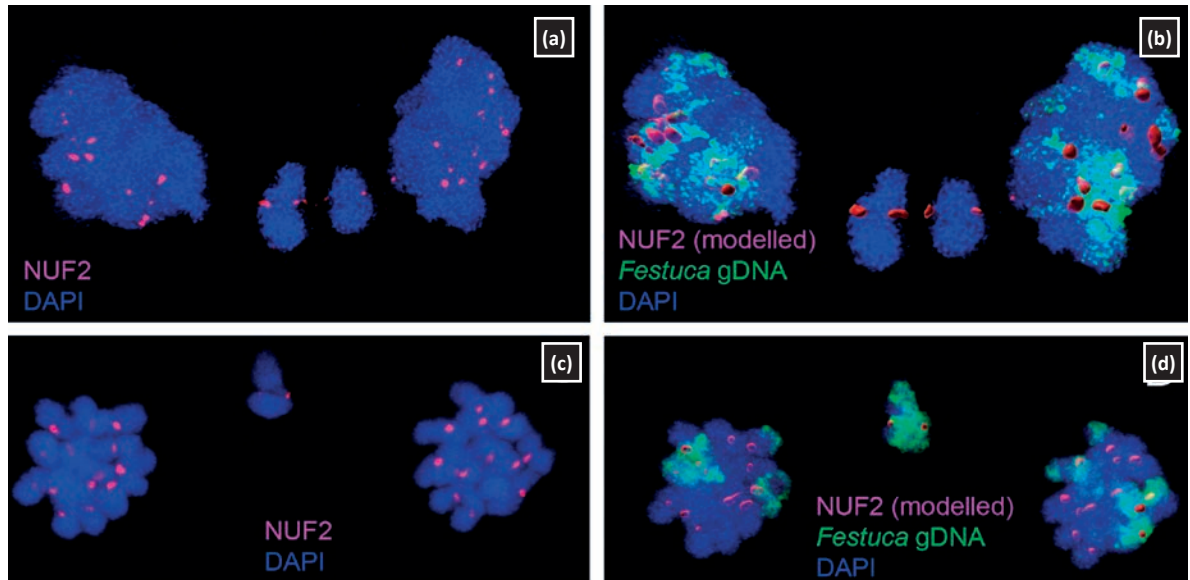 (a)
NUF2
DAPI
(b)
NUF2 (modelled)
Festuca gDNA
DAPI
(c)
NUF2
DAPI
(d)
NUF2 (modelled)
Festuca gDNA
DAPI